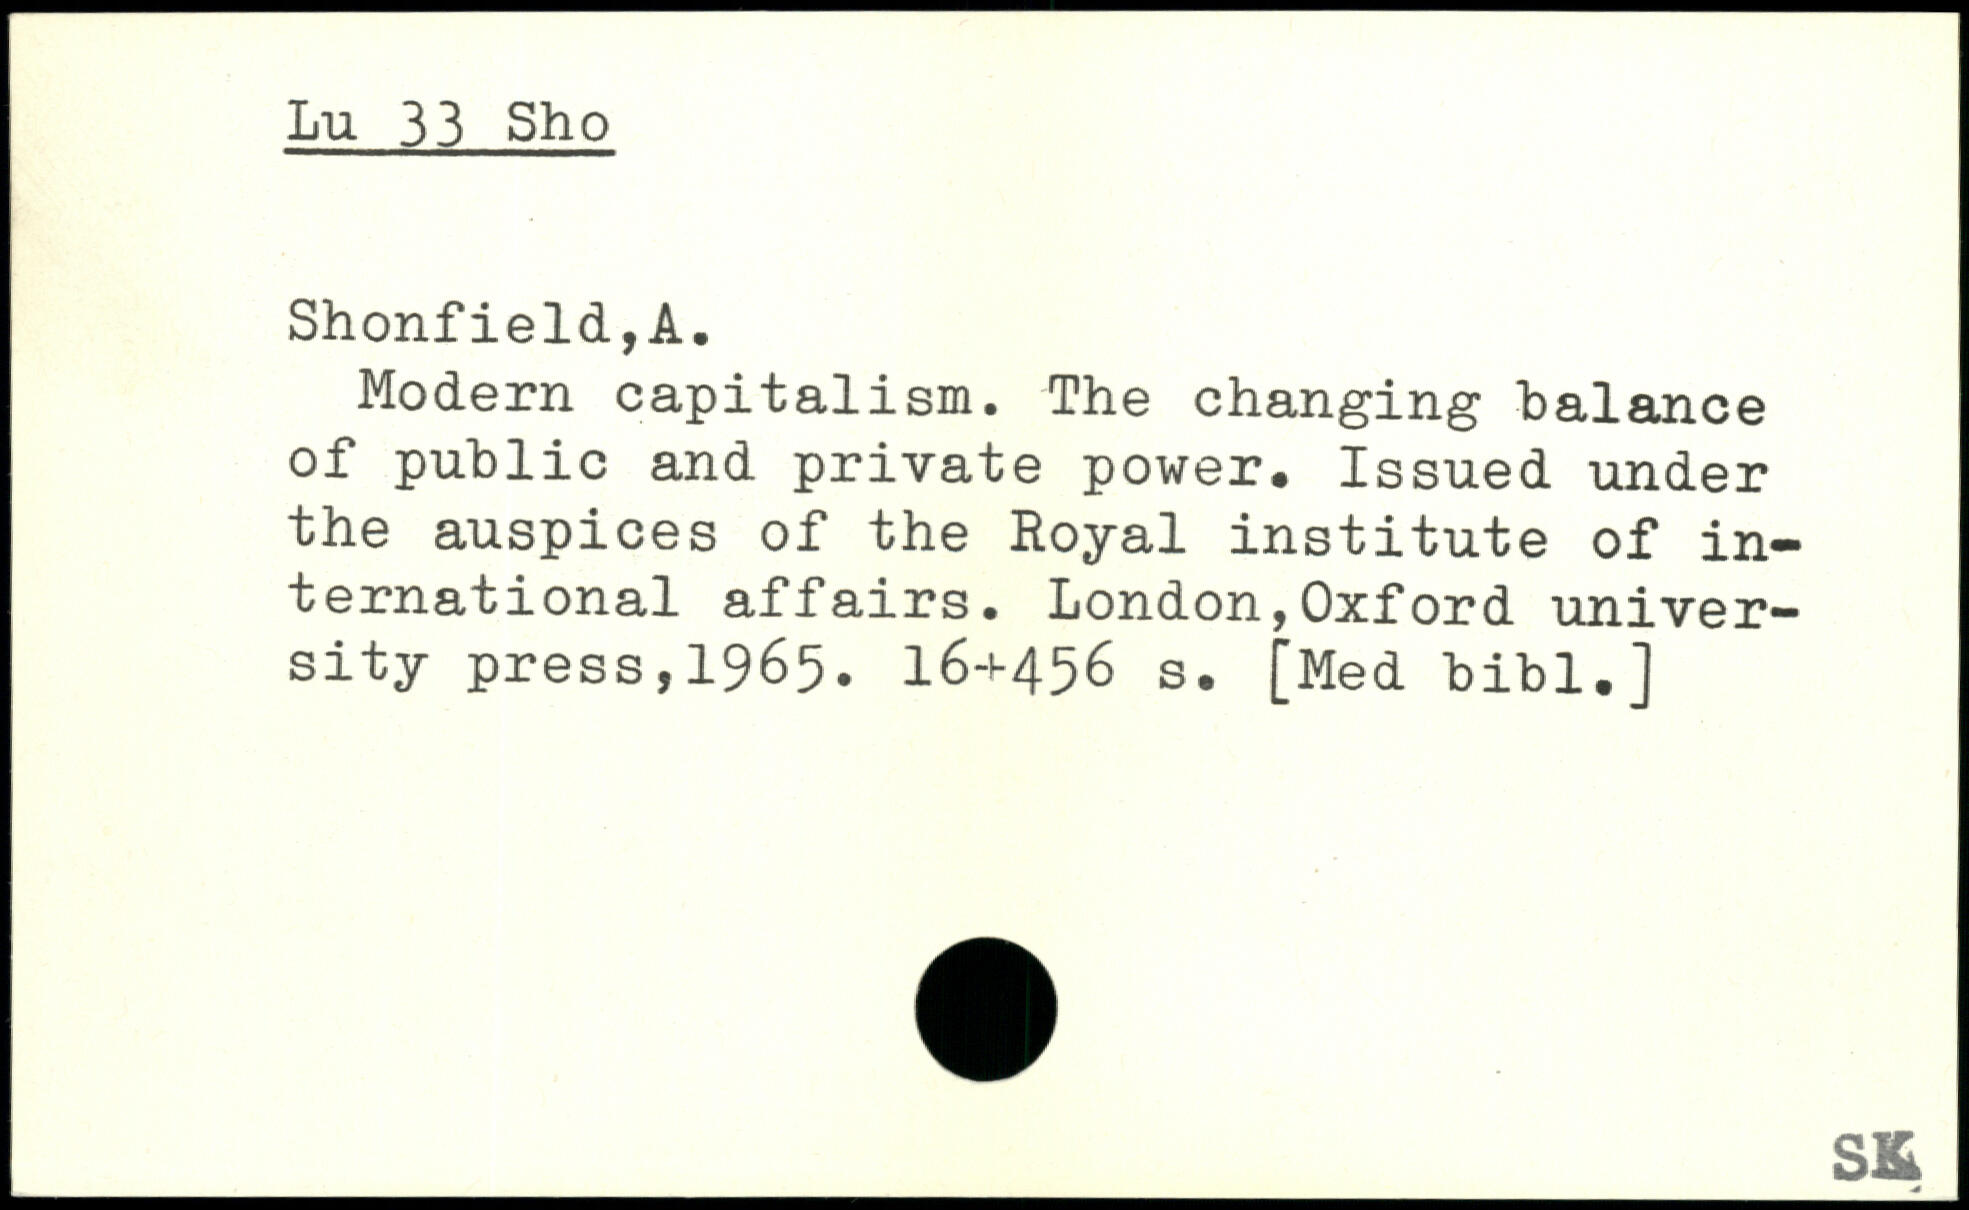 Lu 33 Sho
Shonfield,A.
Modern capitalism. The changing balance
of public and private power. Issued under
the auspices of the Royal institute of in-
ternational affairs. London,Oxford univer-
sity press,1965. 16+456 s. [Med bibl.]
SK